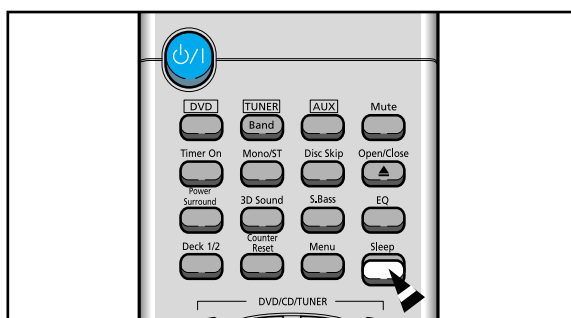 ⏻/I
DVD TUNER AUX Mute
Band
Timer On Mono/ST Disc Skip Open/Close
Power Surround 3D Sound S.Bass EQ
Deck 1/2 Counter Reset Menu Sleep
DVD/CD/TUNER